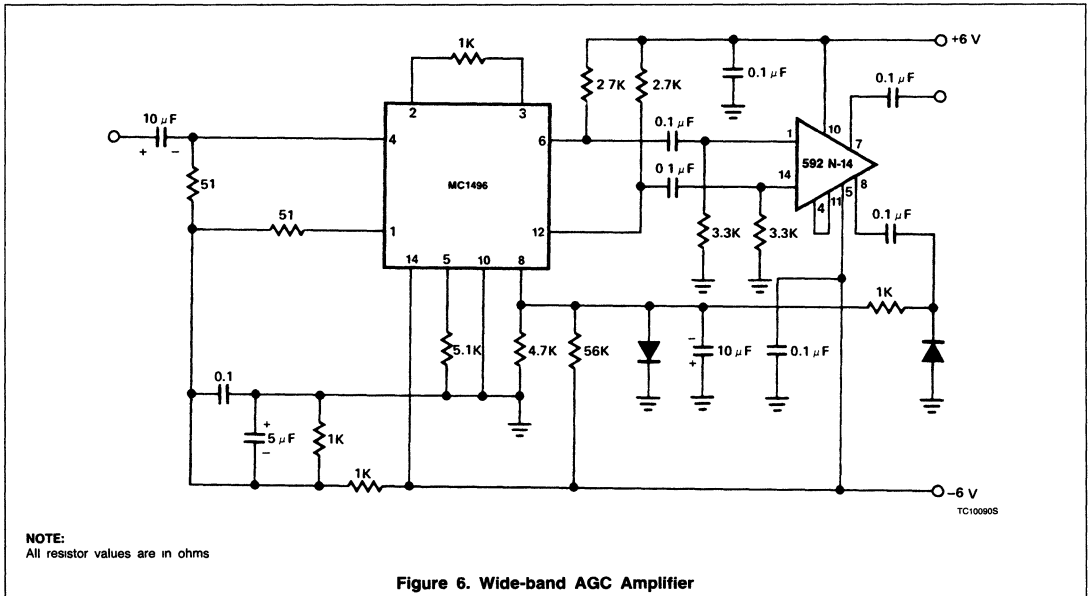 1K
+6 V
2 7K
2.7K
0.1 μF
0.1 μF
2
3
10 μF
+
–
4
6
0.1 μF
1
10
7
51
MC1496
592 N-14
0 1 μF
14
5
8
4
11
51
1
12
3.3K
3.3K
0.1 μF
14
5
10
8
1K
5.1K
4.7K
56K
–
+
10 μF
0.1 μF
0.1
+
5 μF
–
1K
1K
–6 V
TC10090S
NOTE:
All resistor values are in ohms
Figure 6. Wide-band AGC Amplifier